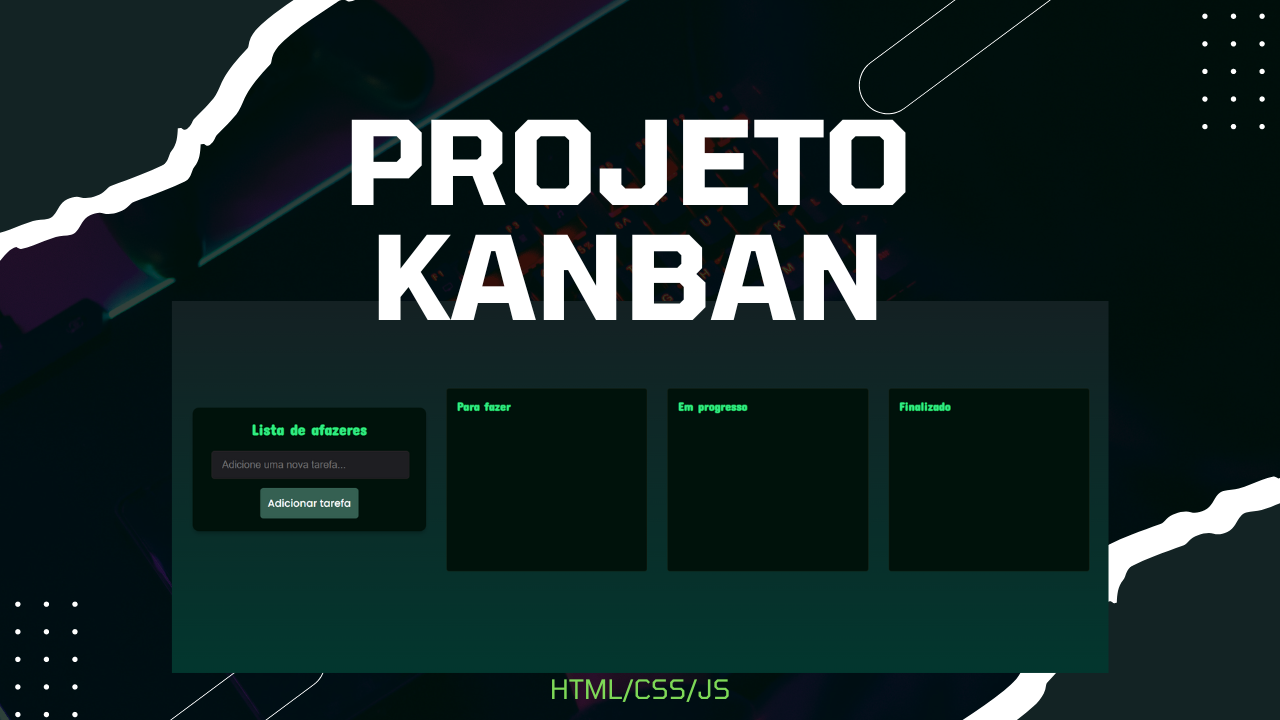 PROJETO
KANBAN
Lista de afazeres
Adicione uma nova tarefa...
Adicionar tarefa
Para fazer
Em progresso
Finalizado
HTML/CSS/JS